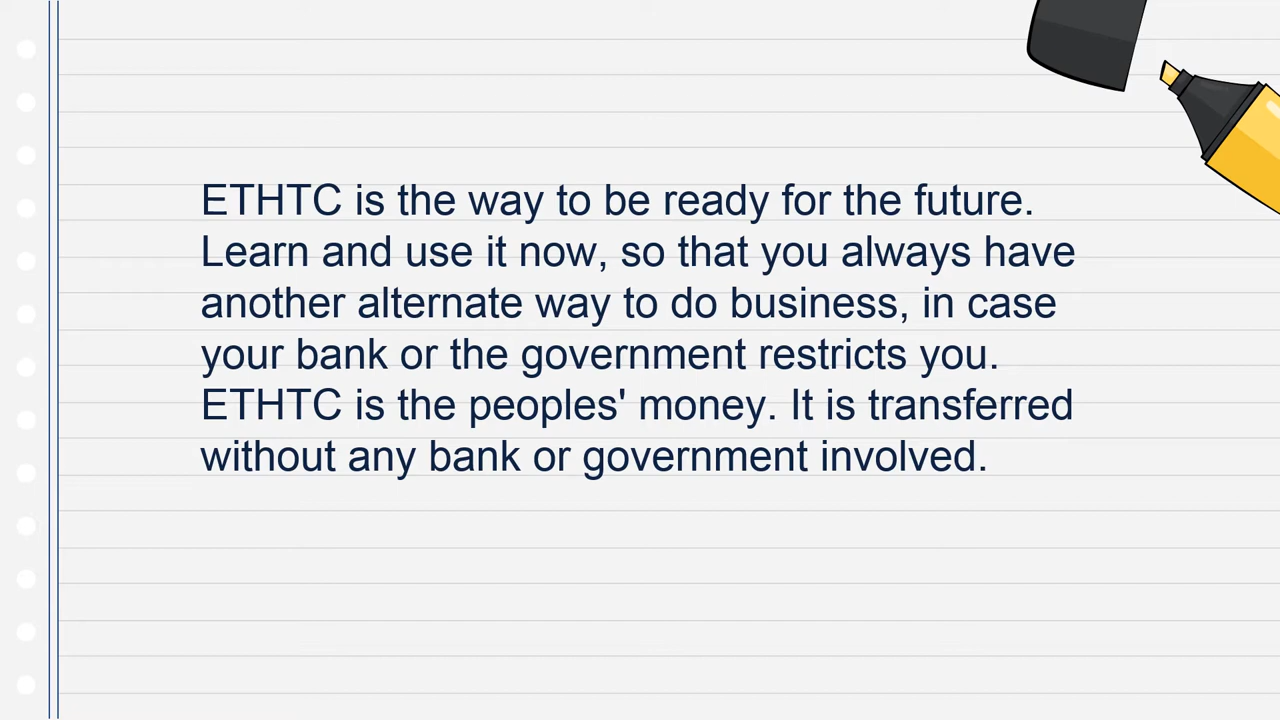 ETHTC is the way to be ready for the future.
Learn and use it now, so that you always have
another alternate way to do business, in case
your bank or the government restricts you.
ETHTC is the peoples' money. It is transferred
without any bank or government involved.